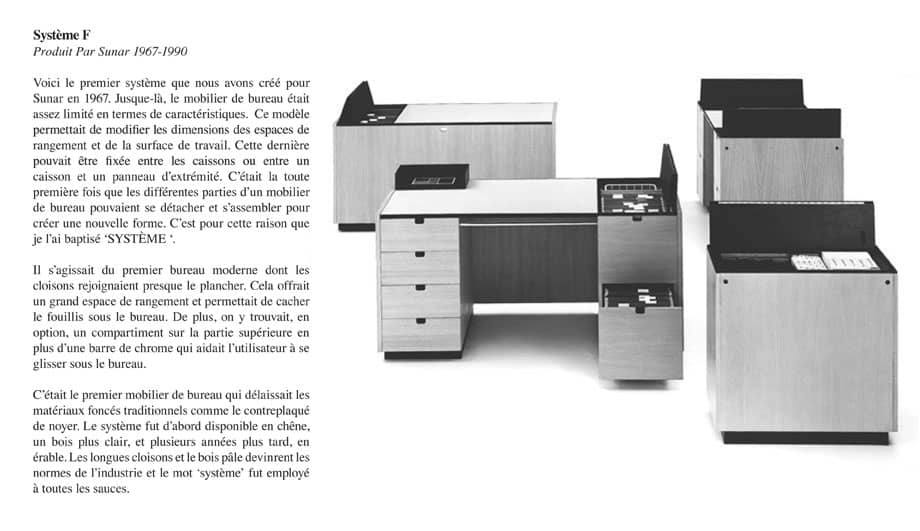 Système F
Produit Par Sunar 1967-1990
Voici le premier système que nous avons créé pour
Sunar en 1967. Jusque-là, le mobilier de bureau était
assez limité en termes de caractéristiques.  Ce modèle
permettait de modifier les dimensions des espaces de
rangement et de la surface de travail. Cette dernière
pouvait être fixée entre les caissons ou entre un
caisson et un panneau d’extrémité. C’était la toute
première fois que les différentes parties d’un mobilier
de bureau pouvaient se détacher et s’assembler pour
créer une nouvelle forme. C’est pour cette raison que
je l’ai baptisé ‘SYSTÈME ‘.
Il s’agissait du premier bureau moderne dont les
cloisons rejoignaient presque le plancher. Cela offrait
un grand espace de rangement et permettait de cacher
le fouillis sous le bureau. De plus, on y trouvait, en
option, un compartiment sur la partie supérieure en
plus d’une barre de chrome qui aidait l’utilisateur à se
glisser sous le bureau.
C’était le premier mobilier de bureau qui délaissait les
matériaux foncés traditionnels comme le contreplaqué
de noyer. Le système fut d’abord disponible en chêne,
un bois plus clair, et plusieurs années plus tard, en
érable. Les longues cloisons et le bois pâle devinrent les
normes de l’industrie et le mot ‘système’ fut employé
à toutes les sauces.